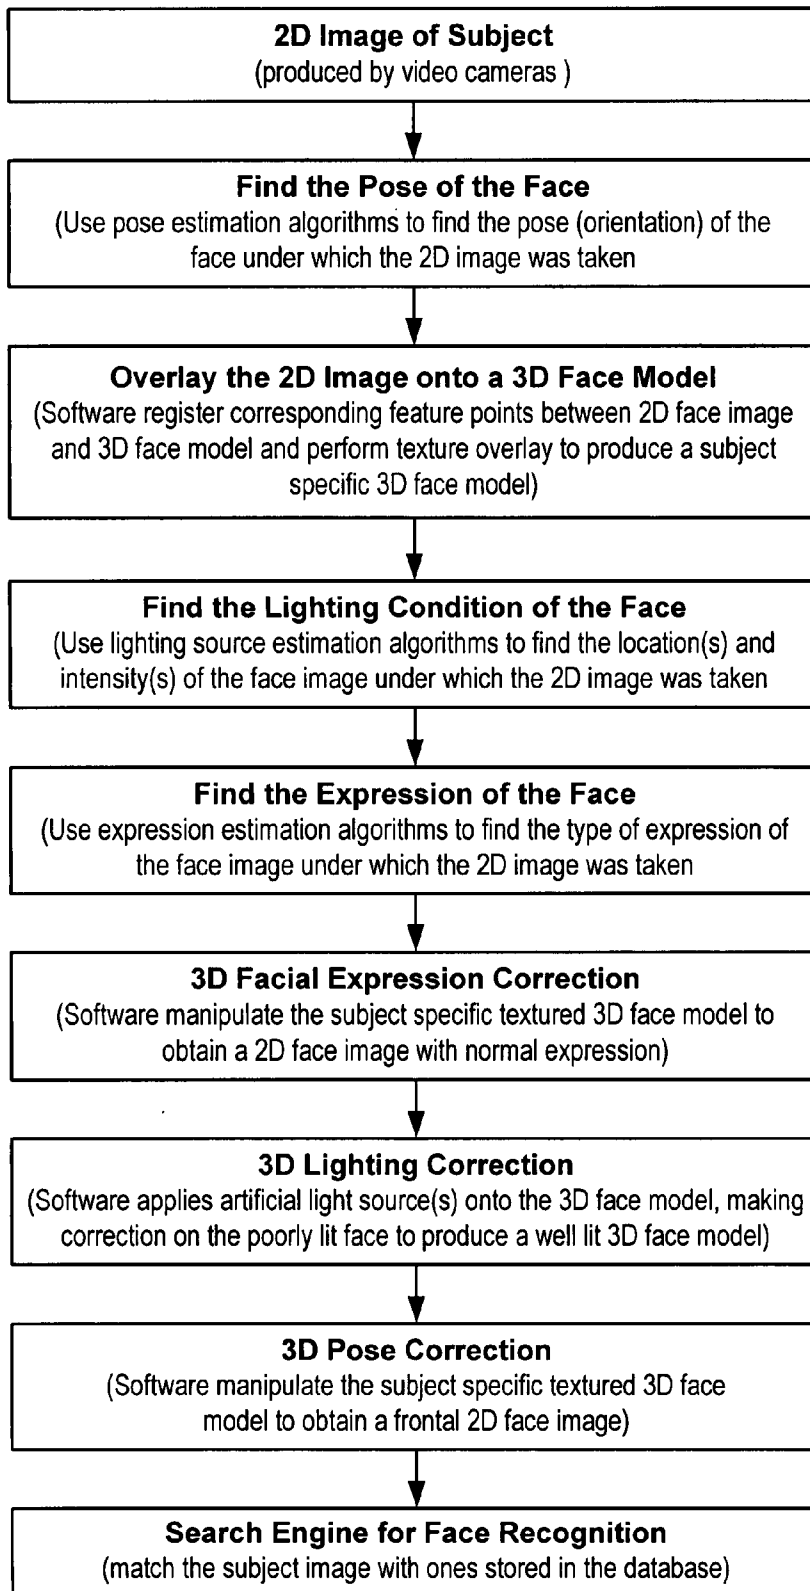 2D Image of Subject
(produced by video cameras )
Find the Pose of the Face
(Use pose estimation algorithms to find the pose (orientation) of the
face under which the 2D image was taken
Overlay the 2D Image onto a 3D Face Model
(Software register corresponding feature points between 2D face image
and 3D face model and perform texture overlay to produce a subject
specific 3D face model)
Find the Lighting Condition of the Face
(Use lighting source estimation algorithms to find the location(s) and
intensity(s) of the face image under which the 2D image was taken
Find the Expression of the Face
(Use expression estimation algorithms to find the type of expression of
the face image under which the 2D image was taken
3D Facial Expression Correction
(Software manipulate the subject specific textured 3D face model to
obtain a 2D face image with normal expression)
3D Lighting Correction
(Software applies artificial light source(s) onto the 3D face model, making
correction on the poorly lit face to produce a well lit 3D face model)
3D Pose Correction
(Software manipulate the subject specific textured 3D face
model to obtain a frontal 2D face image)
Search Engine for Face Recognition
(match the subject image with ones stored in the database)